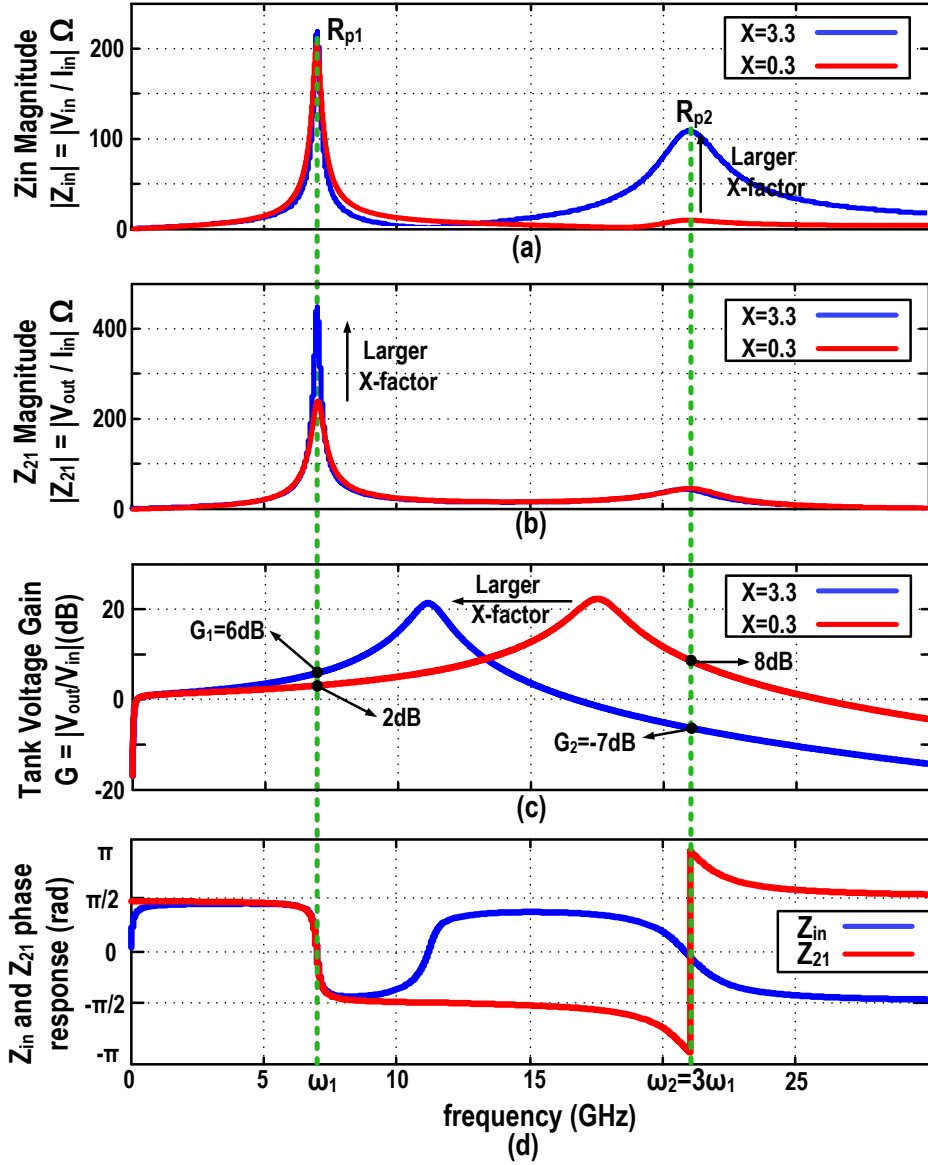 Zin Magnitude
|Zin| = |Vin / Iin| Ω
200
100
0
Rp1
Rp2
X=3.3
X=0.3
Larger
X-factor
(a)
Z21 Magnitude
|Z21| = |Vout / Iin| Ω
400
200
0
Larger
X-factor
X=3.3
X=0.3
(b)
Tank Voltage Gain
G = |Vout/Vin|(dB)
20
0
-20
G1=6dB
2dB
Larger
X-factor
X=3.3
X=0.3
8dB
G2=-7dB
(c)
Zin and Z21 phase
response (rad)
π
π/2
0
-π/2
-π
Zin
Z21
0
5
ω1
10
15
ω2=3ω1
25
frequency (GHz)
(d)